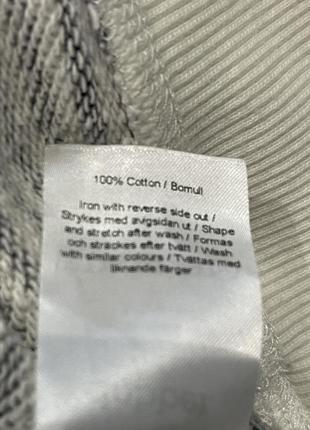 100% Cotton / Bomull
Iron with reverse side out /
Strykes med avigsidan ut / Shape
and stretch after wash / Formas
och sträckes efter tvätt / Wash
with similar colours / Tvättas med
liknande färger